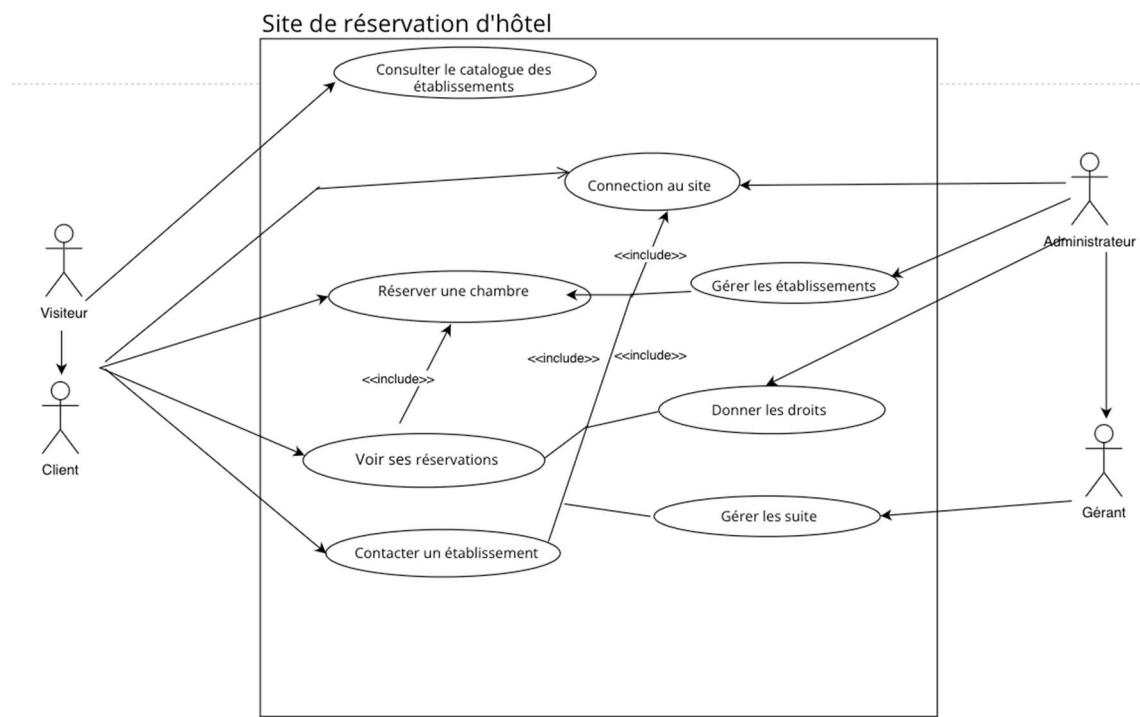 Site de réservation d'hôtel
Consulter le catalogue des
établissements
Connection au site
Administrateur
<<include>>
Visiteur
Réserver une chambre
Gérer les établissements
<<include>>
<<include>>
<<include>>
Donner les droits
Client
Voir ses réservations
Gérer les suite
Gérant
Contacter un établissement